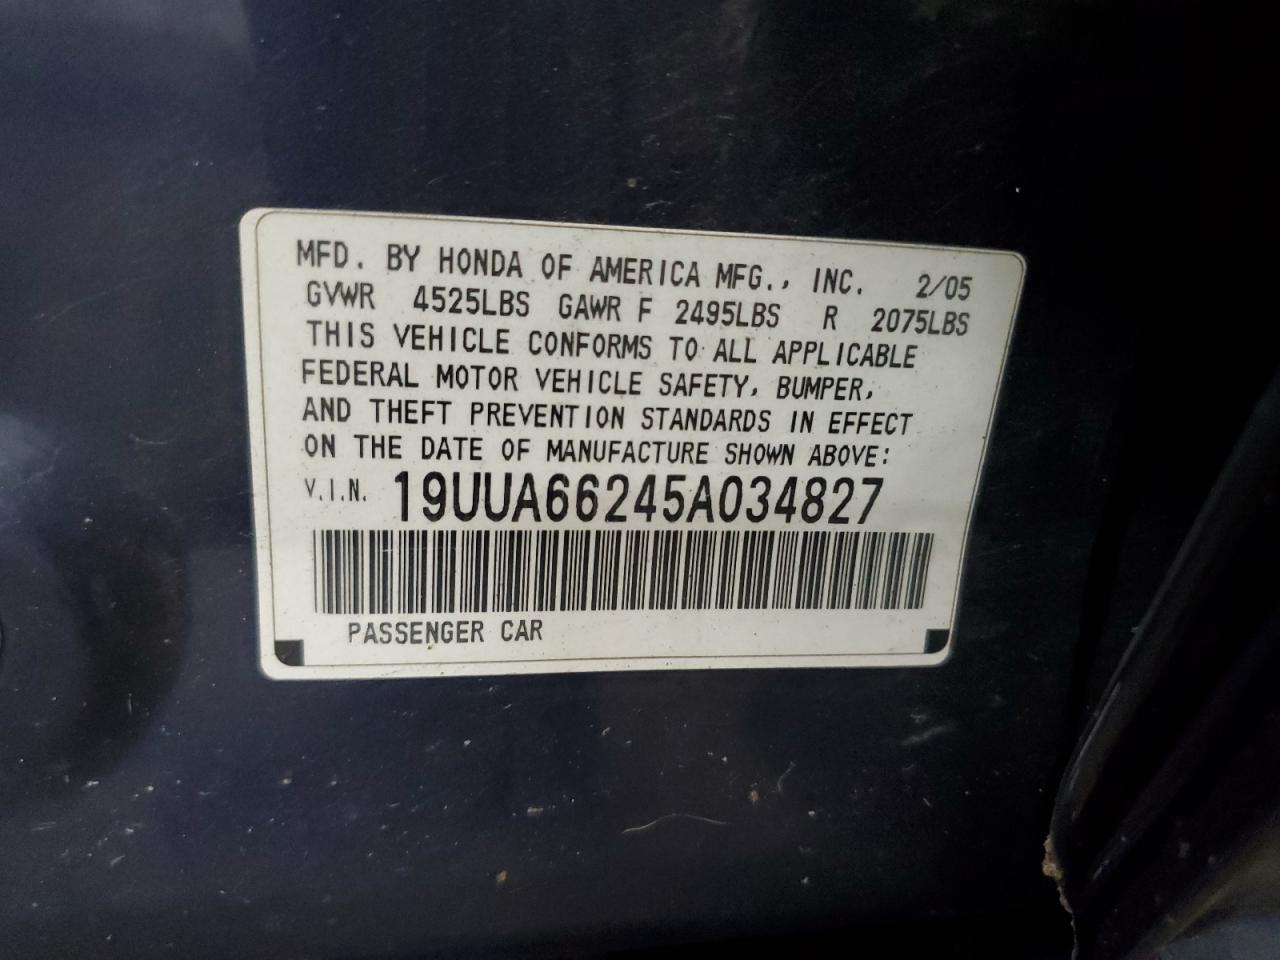 MFD. BY HONDA OF AMERICA MFG., INC. 2/05
GVWR 4525LBS GAWR F 2495LBS R 2075LBS
THIS VEHICLE CONFORMS TO ALL APPLICABLE
FEDERAL MOTOR VEHICLE SAFETY, BUMPER,
AND THEFT PREVENTION STANDARDS IN EFFECT
ON THE DATE OF MANUFACTURE SHOWN ABOVE:
V.I.N. 19UUA66245A034827
PASSENGER CAR